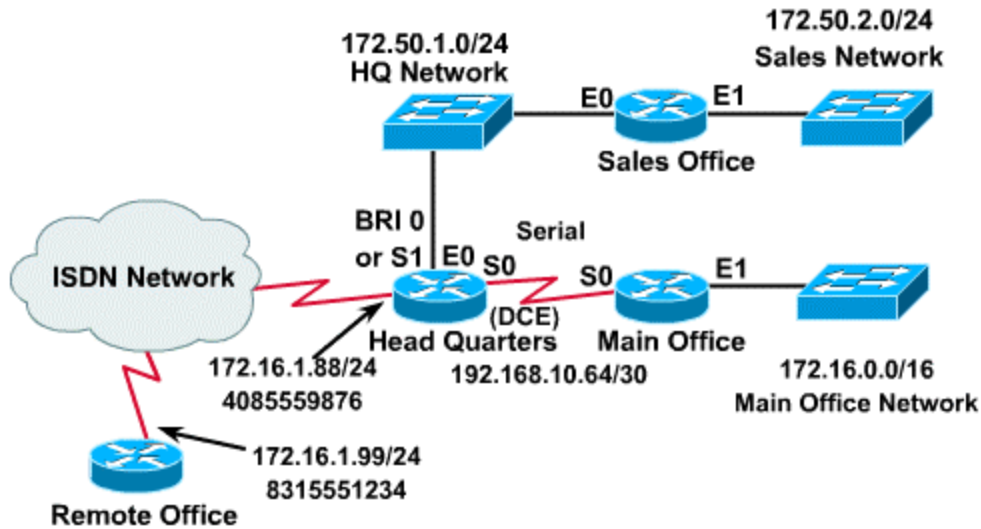 172.50.2.0/24
Sales Network
172.50.1.0/24
HQ Network
E0
E1
Sales Office
BRI 0
or S1
E0
Serial
S0
S0
E1
ISDN Network
(DCE)
Head Quarters
Main Office
192.168.10.64/30
172.16.1.88/24
4085559876
172.16.0.0/16
Main Office Network
172.16.1.99/24
8315551234
Remote Office